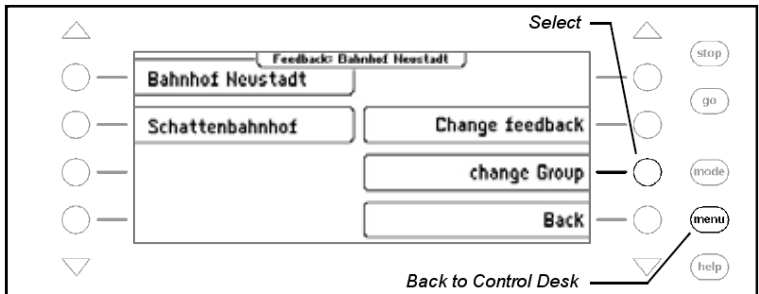 Select
Feedback: Bahnhof Neustadt
Bahnhof Neustadt
Schattenbahnhof
Change feedback
change Group
Back
stop
go
mode
menu
help
Back to Control Desk